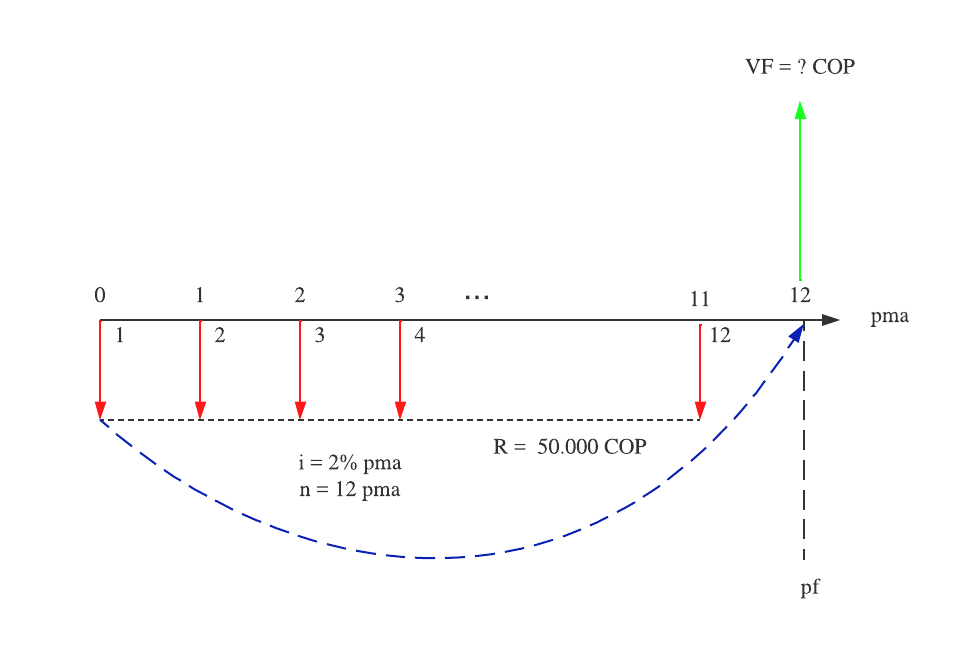 VF = ? COP
0 1 2 3 ... 11 12
pma
1 2 3 4 12
R = 50.000 COP
i = 2% pma
n = 12 pma
pf